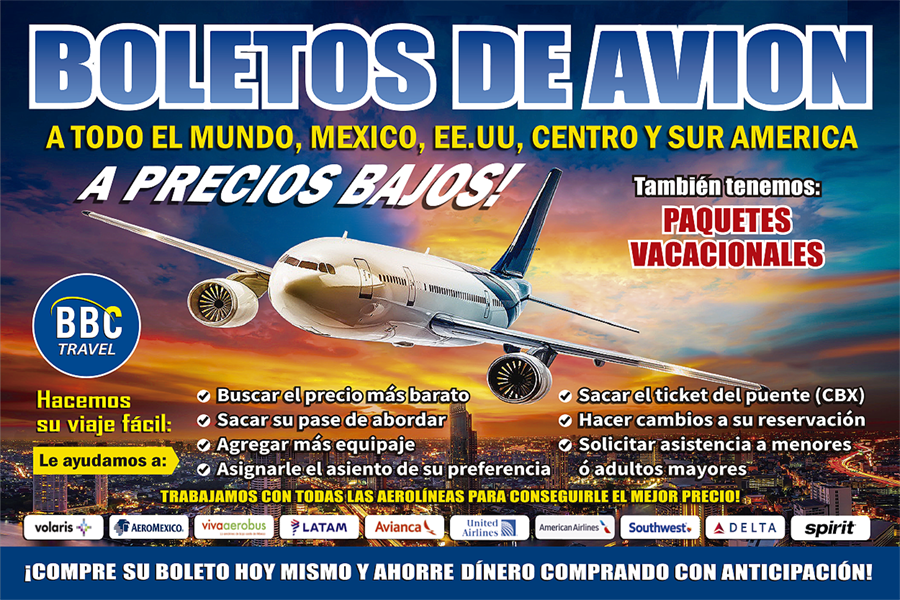 BOLETOS DE AVION
A TODO EL MUNDO, MEXICO, EE.UU, CENTRO Y SUR AMERICA
A PRECIOS BAJOS!
También tenemos:
PAQUETES
VACACIONALES
BBC
TRAVEL
Hacemos
su viaje fácil:
Le ayudamos a:
Buscar el precio más barato
Sacar su pase de abordar
Agregar más equipaje
Asignarle el asiento de su preferencia
Sacar el ticket del puente (CBX)
Hacer cambios a su reservación
Solicitar asistencia a menores
ó adultos mayores
TRABAJAMOS CON TODAS LAS AEROLÍNEAS PARA CONSEGUIRLE EL MEJOR PRECIO!
volaris
AEROMEXICO.
vivaaerobus
LATAM
Avianca
United
Airlines
American Airlines
Southwest
DELTA
spirit
¡COMPRE SU BOLETO HOY MISMO Y AHORRE DÍNERO COMPRANDO CON ANTICIPACIÓN!